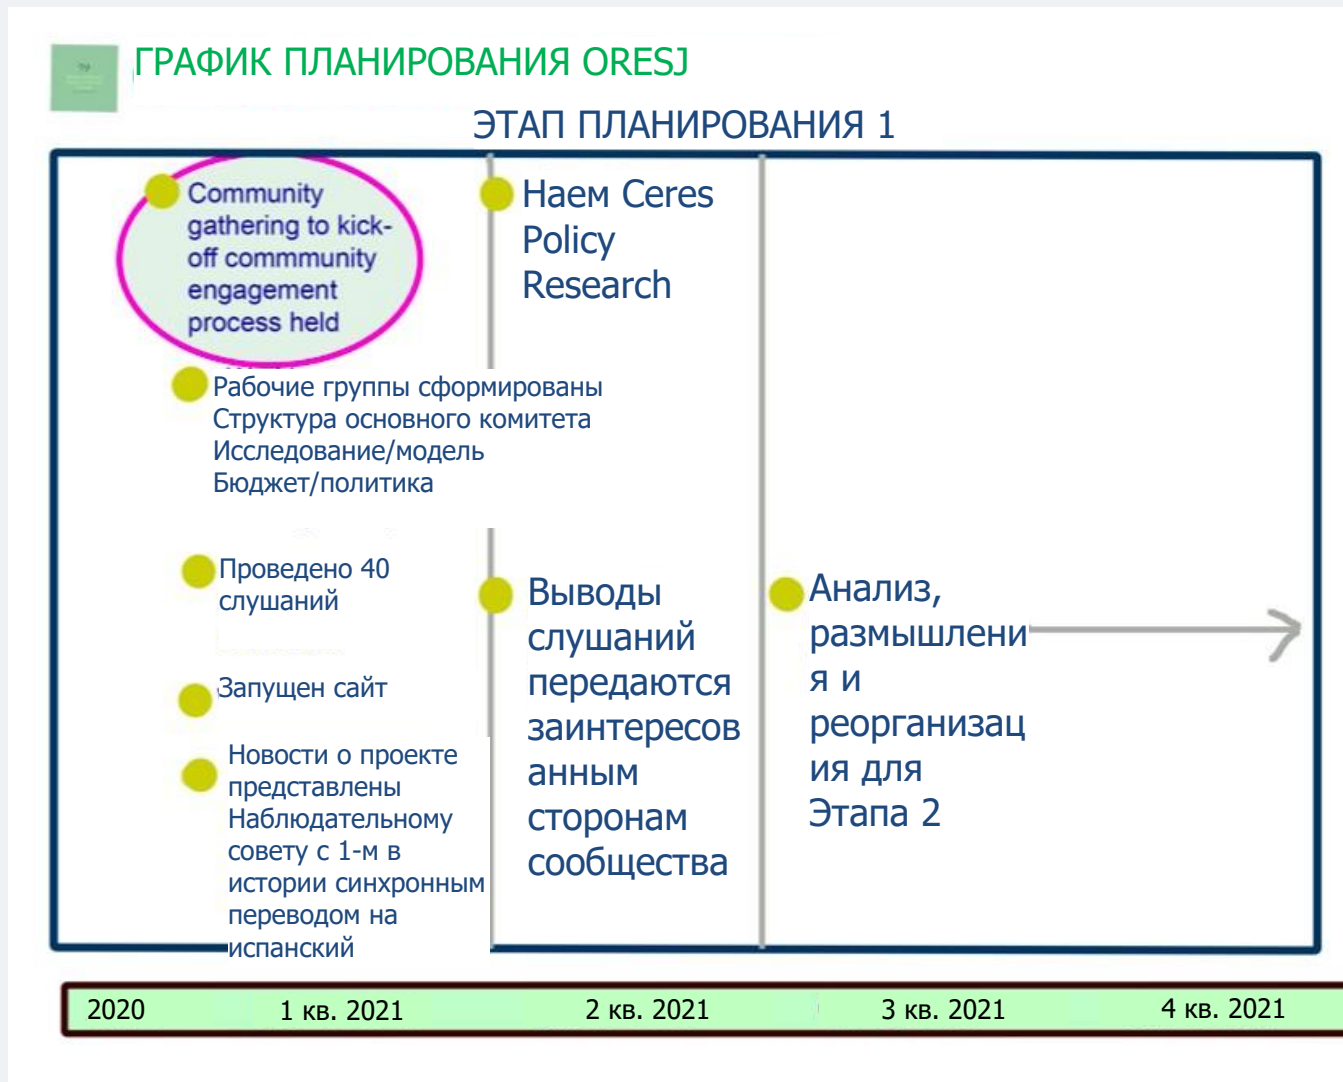 ГРАФИК ПЛАНИРОВАНИЯ ORESJ
ЭТАП ПЛАНИРОВАНИЯ 1
Community
gathering to kick-
off commmunity
engagement
process held
Рабочие группы сформированы
Структура основного комитета
Исследование/модель
Бюджет/политика
Проведено 40
слушаний
Запущен сайт
Новости о проекте
представлены
Наблюдательному
совету с 1-м в
истории синхронным
переводом на
испанский
Наем Ceres
Policy
Research
Выводы
слушаний
передаются
заинтересов
анным
сторонам
сообщества
Анализ,
размышлени
я и
реорганизац
ия для
Этапа 2
2020
1 кв. 2021
2 кв. 2021
3 кв. 2021
4 кв. 2021